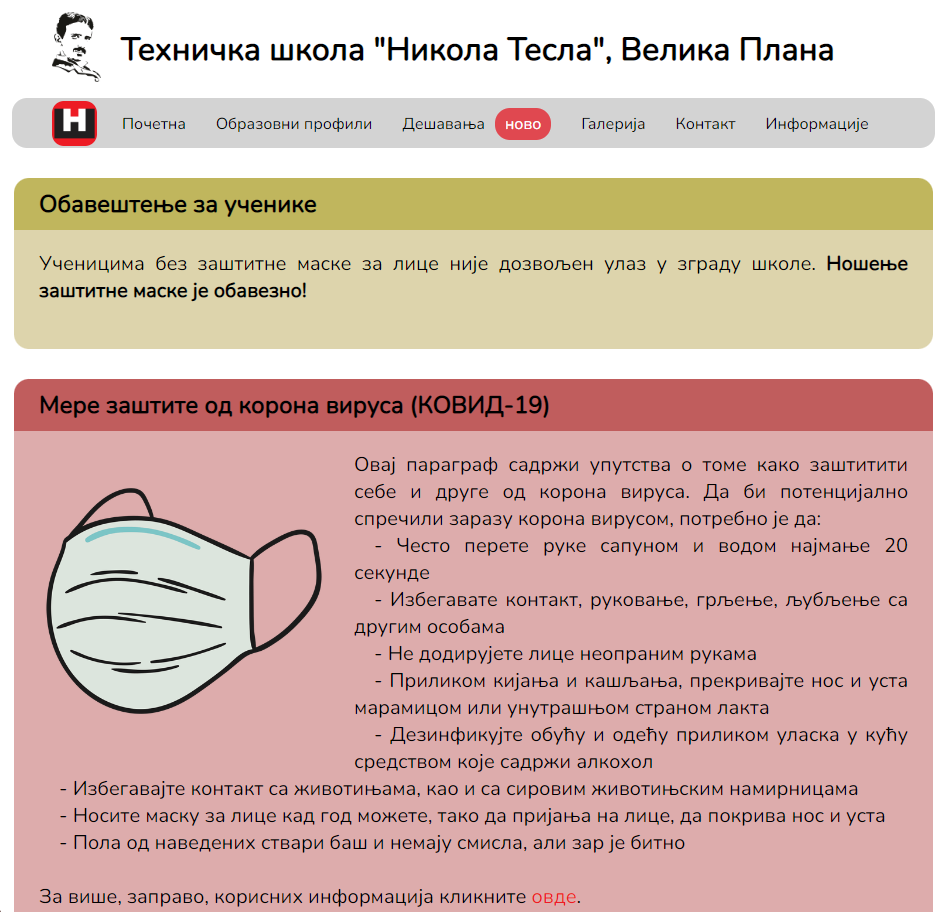 Техничка школа "Никола Тесла", Велика Плана
Н
Почетна Образовни профили Дешавања ново Галерија Контакт Информације
Обавештење за ученике
Ученицима без заштитне маске за лице није дозвољен улаз у зграду школе. Ношење
заштитне маске је обавезно!
Мере заштите од корона вируса (КОВИД-19)
Овај параграф садржи упутства о томе како заштитити
себе и друге од корона вируса. Да би потенцијално
спречили заразу корона вирусом, потребно је да:
- Често перете руке сапуном и водом најмање 20
секунде
- Избегавате контакт, руковање, грљење, љубљење са
другим особама
- Не додирујете лице неопраним рукама
- Приликом кијања и кашљања, прекривајте нос и уста
марамицом или унутрашњом страном лакта
- Дезинфикујте обућу и одећу приликом уласка у кућу
средством које садржи алкохол
- Избегавајте контакт са животињама, као и са сировим животињским намирницама
- Носите маску за лице кад год можете, тако да пријања на лице, да покрива нос и уста
- Пола од наведених ствари баш и немају смисла, али зар је битно
За више, заправо, корисних информација кликните овде.